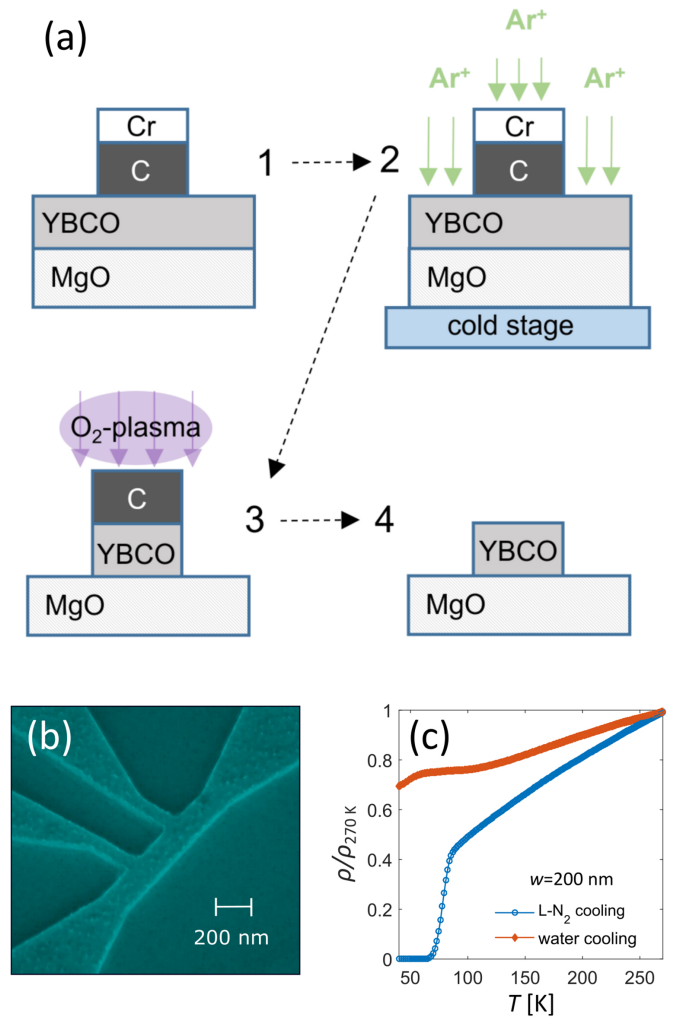 (a)
Ar⁺
Ar⁺ Ar⁺
Cr
C
YBCO
MgO
1
2
Cr
C
YBCO
MgO
cold stage
O₂-plasma
C
YBCO
MgO
3
4
YBCO
MgO
(b)
200 nm
(c)
1
0.8
0.6
0.4
0.2
0
ρ/ρ₂₇₀ K
w=200 nm
L-N₂ cooling
water cooling
50 100 150 200 250
T [K]